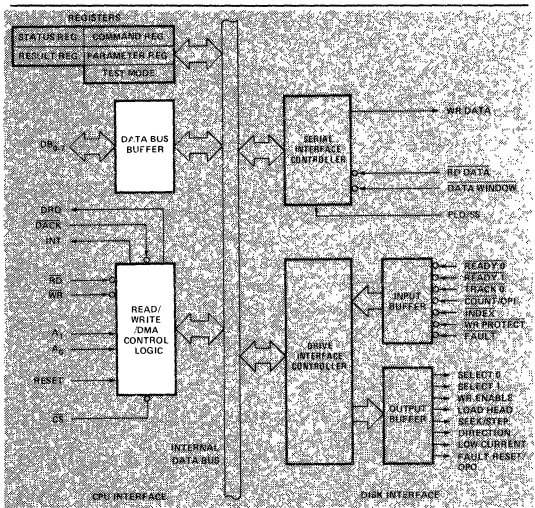 REGISTERS
STATUS REG COMMAND REG
RESULT REG PARAMETER REG
TEST MODE
DATA BUS
BUFFER
DB0-7
SERIAL
INTERFACE
CONTROLLER
WR DATA
RD DATA
DATA WINDOW
PLO/SS
DRQ
DACK
INT
RD
WR
A1
A0
RESET
CS
READ/
WRITE
/DMA
CONTROL
LOGIC
INTERNAL
DATA BUS
DRIVE
INTERFACE
CONTROLLER
INPUT
BUFFER
READY 0
READY 1
TRACK 0
COUNT/OPI
INDEX
WR PROTECT
FAULT
OUTPUT
BUFFER
SELECT 0
SELECT 1
WR ENABLE
LOAD HEAD
SEEK/STEP
DIRECTION
LOW CURRENT
FAULT RESET/
OPO
CPU INTERFACE
DISK INTERFACE